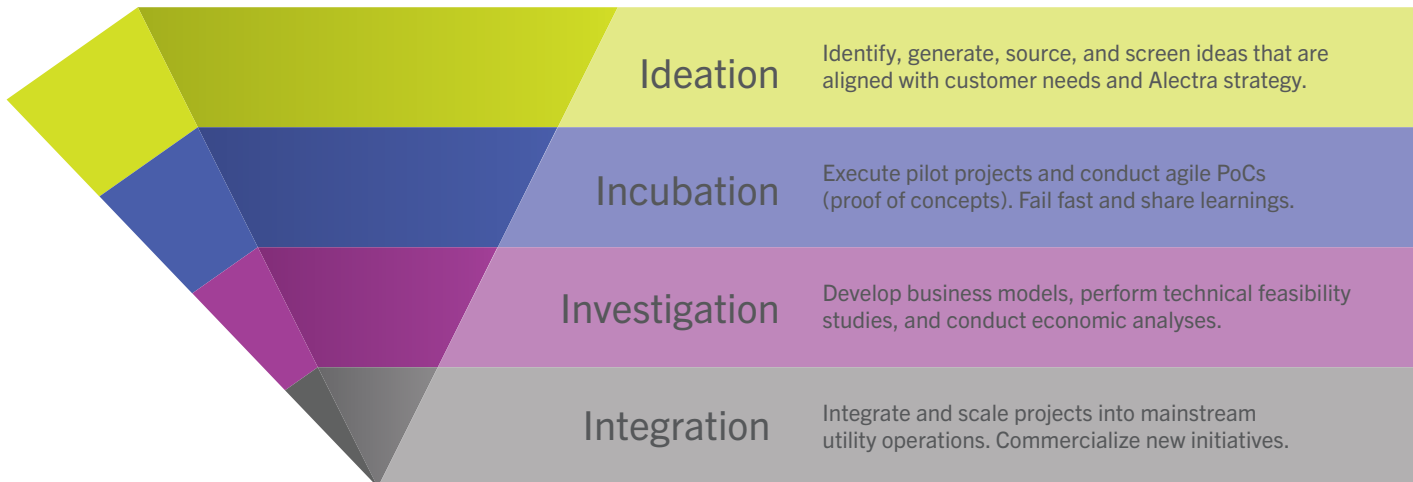 Ideation
Identify, generate, source, and screen ideas that are
aligned with customer needs and Alectra strategy.
Incubation
Execute pilot projects and conduct agile PoCs
(proof of concepts). Fail fast and share learnings.
Investigation
Develop business models, perform technical feasibility
studies, and conduct economic analyses.
Integration
Integrate and scale projects into mainstream
utility operations. Commercialize new initiatives.